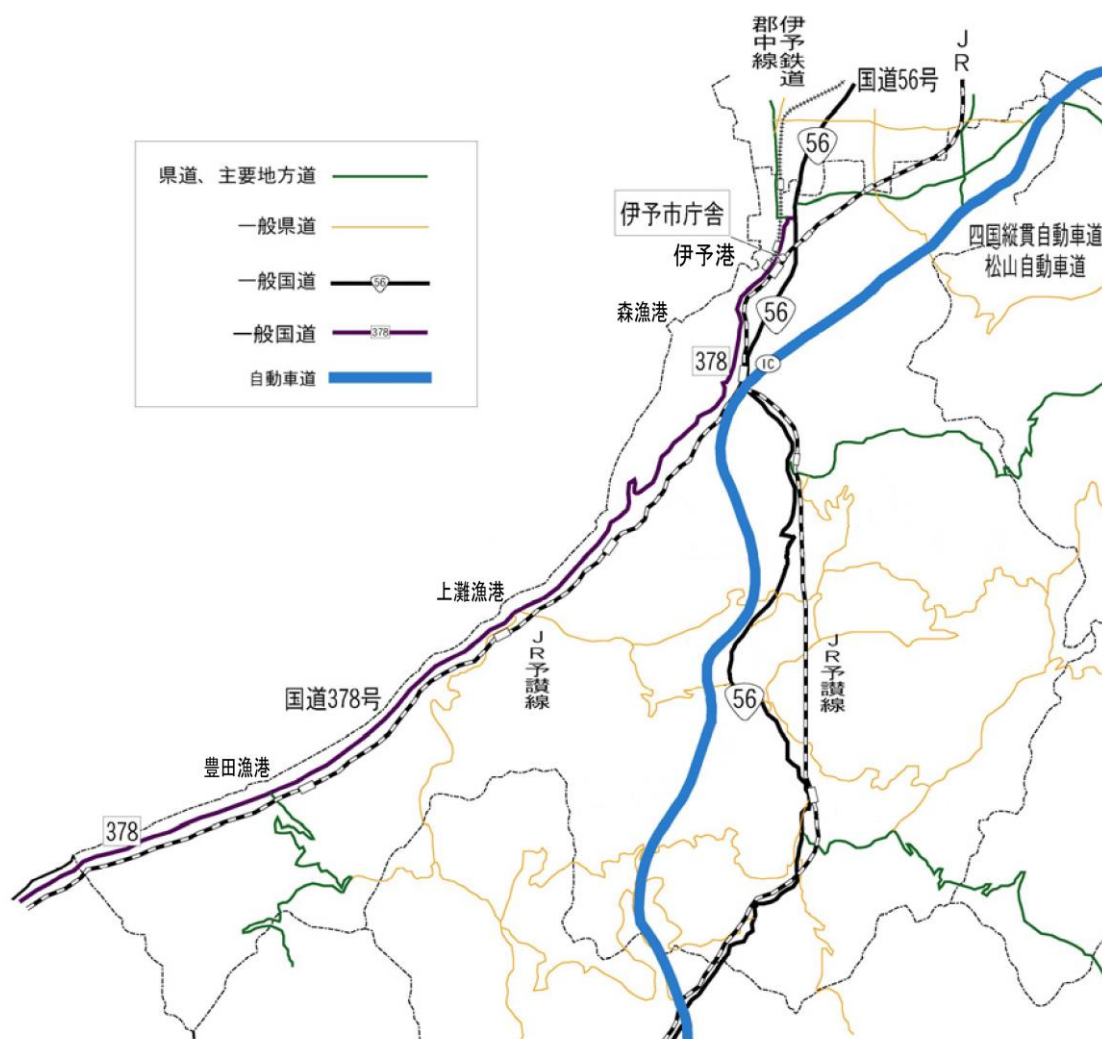 伊予鉄道
郡中線
JR
国道56号
56
県道、主要地方道
一般県道
一般国道
56
一般国道
378
自動車道
伊予市庁舎
伊予港
四国縦貫自動車道
松山自動車道
森漁港
56
378
IC
上灘漁港
JR予讃線
JR予讃線
国道378号
56
豊田漁港
378